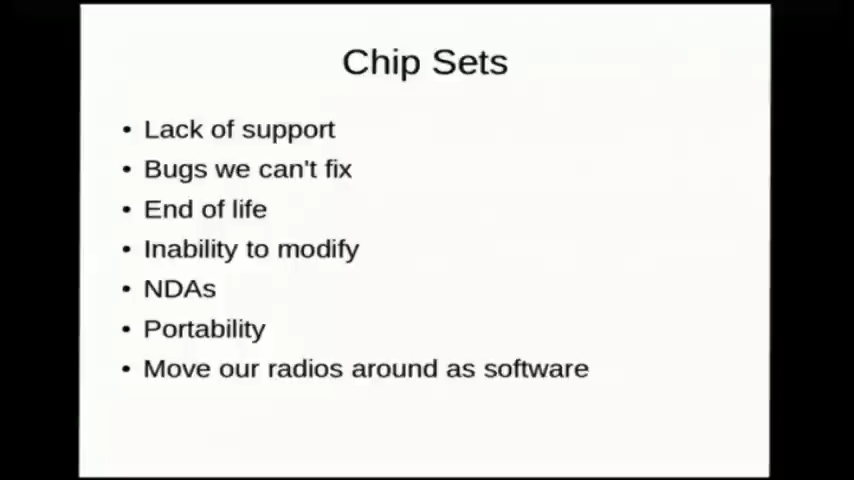 Chip Sets
• Lack of support
• Bugs we can't fix
• End of life
• Inability to modify
• NDAs
• Portability
• Move our radios around as software